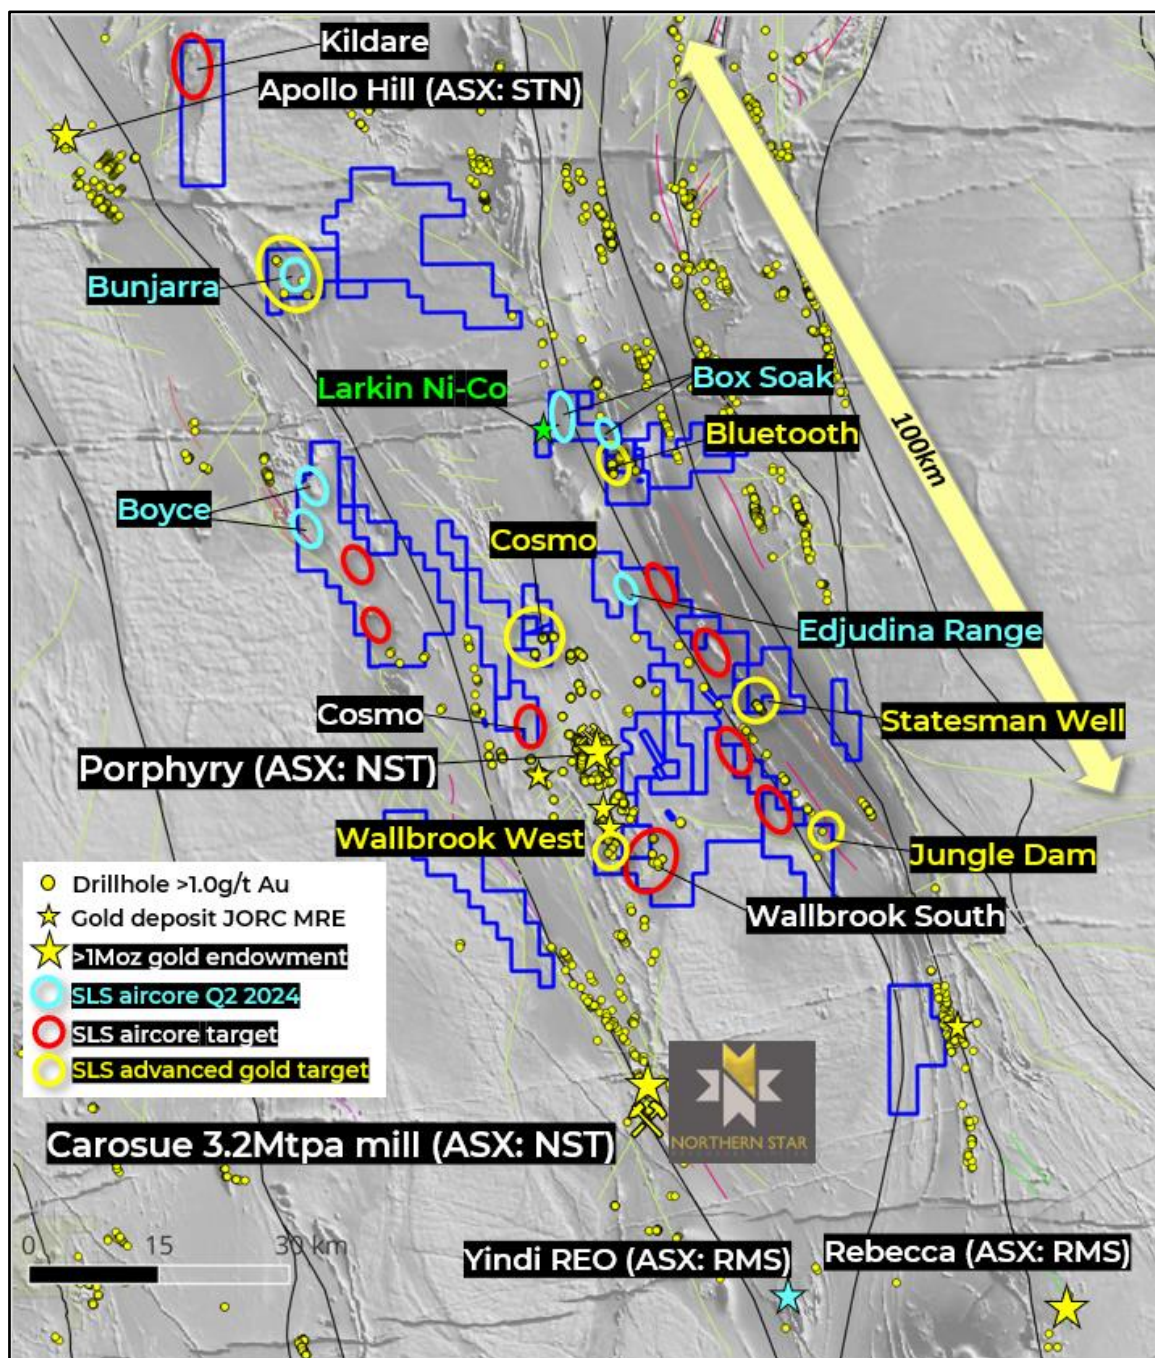 Kildare
Apollo Hill (ASX: STN)
Bunjarra
Larkin Ni-Co
Box Soak
Bluetooth
100km
Boyce
Cosmo
Edjudina Range
Cosmo
Statesman Well
Porphyry (ASX: NST)
Wallbrook West
Jungle Dam
Wallbrook South
Drillhole >1.0g/t Au
Gold deposit JORC MRE
>1Moz gold endowment
SLS aircore Q2 2024
SLS aircore target
SLS advanced gold target
NORTHERN STAR
Carosue 3.2Mtpa mill (ASX: NST)
0 15 30 km
Yindi REO (ASX: RMS)
Rebecca (ASX: RMS)